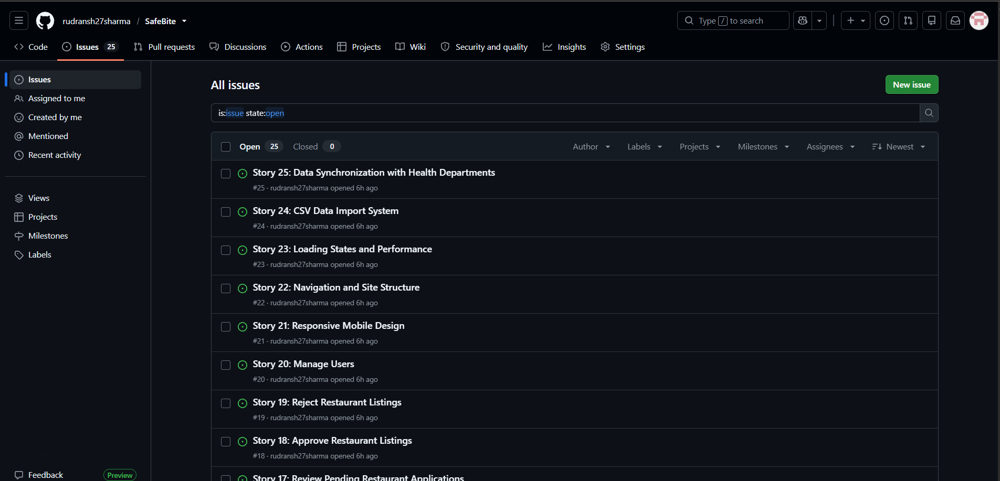 rudransh27sharma / SafeBite
Type / to search
Code Issues 25 Pull requests Discussions Actions Projects Wiki Security and quality Insights Settings
Issues
Assigned to me
Created by me
Mentioned
Recent activity
Views
Projects
Milestones
Labels
Feedback Preview
All issues
New issue
is:issue state:open
Open 25 Closed 0 Author Labels Projects Milestones Assignees Newest
Story 25: Data Synchronization with Health Departments
#25 · rudransh27sharma opened 6h ago
Story 24: CSV Data Import System
#24 · rudransh27sharma opened 6h ago
Story 23: Loading States and Performance
#23 · rudransh27sharma opened 6h ago
Story 22: Navigation and Site Structure
#22 · rudransh27sharma opened 6h ago
Story 21: Responsive Mobile Design
#21 · rudransh27sharma opened 6h ago
Story 20: Manage Users
#20 · rudransh27sharma opened 6h ago
Story 19: Reject Restaurant Listings
#19 · rudransh27sharma opened 6h ago
Story 18: Approve Restaurant Listings
#18 · rudransh27sharma opened 6h ago
Story 17: Review Pending Restaurant Applications